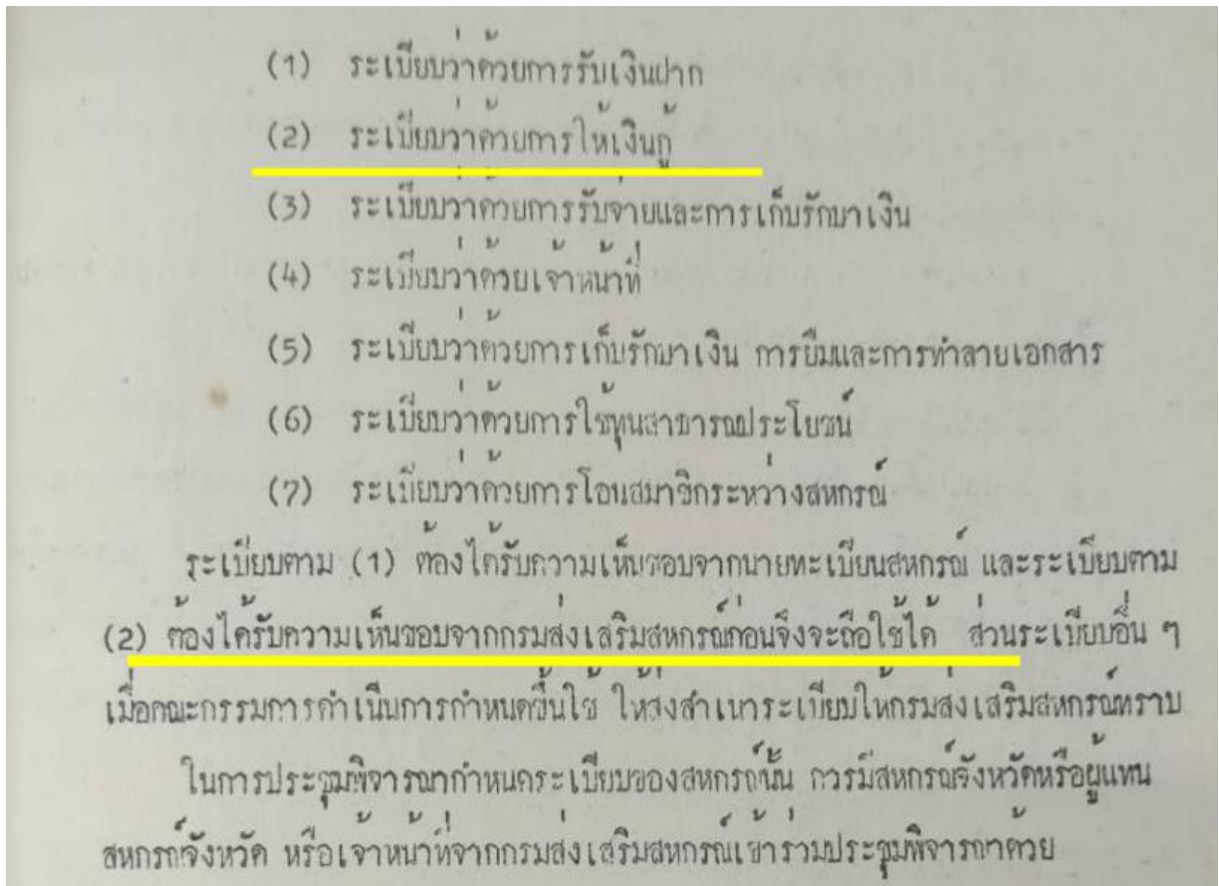 (1) ระเบียบว่าด้วยการรับเงินฝาก
(2) ระเบียบว่าด้วยการให้เงินกู้
(3) ระเบียบว่าด้วยการรับจ่ายและการเก็บรักษาเงิน
(4) ระเบียบว่าด้วยเจ้าหน้าที่
(5) ระเบียบว่าด้วยการเก็บรักษาเงิน การยืมและการทำลายเอกสาร
(6) ระเบียบว่าด้วยการใช้ทุนสาธารณประโยชน์
(7) ระเบียบว่าด้วยการโอนสมาชิกระหว่างสหกรณ์
ระเบียบตาม (1) ต้องได้รับความเห็นชอบจากนายทะเบียนสหกรณ์ และระเบียบตาม
(2) ต้องได้รับความเห็นชอบจากกรมส่งเสริมสหกรณ์ก่อนจึงจะถือใช้ได้ ส่วนระเบียบอื่น ๆ
เมื่อคณะกรรมการดำเนินการกำหนดขึ้นใช้ ให้ส่งสำเนาระเบียบให้กรมส่งเสริมสหกรณ์ทราบ
ในการประชุมพิจารณากำหนดระเบียบของสหกรณ์นั้น ควรมีสหกรณ์จังหวัดหรือผู้แทน
สหกรณ์จังหวัด หรือเจ้าหน้าที่จากกรมส่งเสริมสหกรณ์เข้าร่วมประชุมพิจารณาด้วย